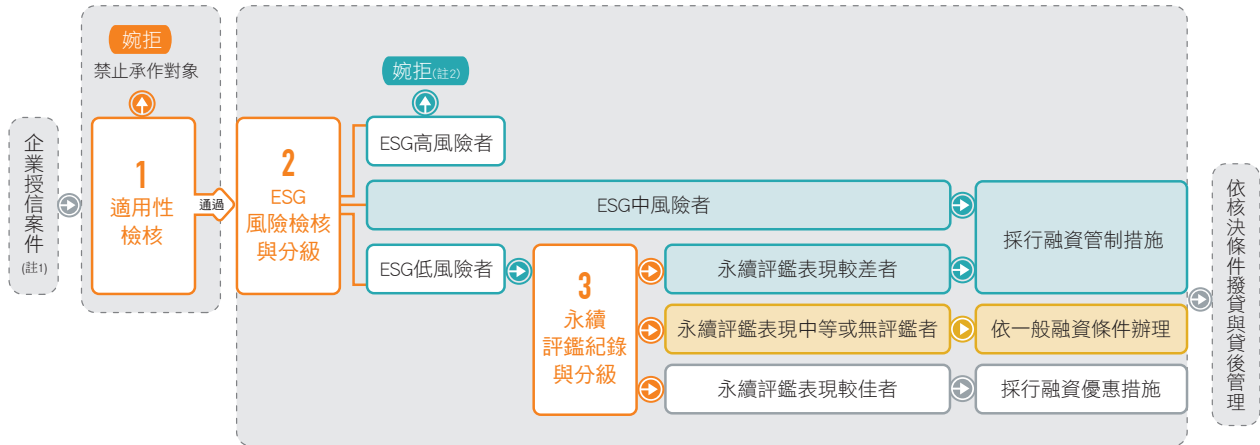 企業授信案件
(註1)
婉拒
禁止承作對象
1
適用性
檢核
通過
2
ESG
風險檢核
與分級
婉拒(註2)
ESG高風險者
ESG中風險者
ESG低風險者
3
永續
評鑑紀錄
與分級
永續評鑑表現較差者
採行融資管制措施
永續評鑑表現中等或無評鑑者
依一般融資條件辦理
永續評鑑表現較佳者
採行融資優惠措施
依核決條件撥貸與貸後管理